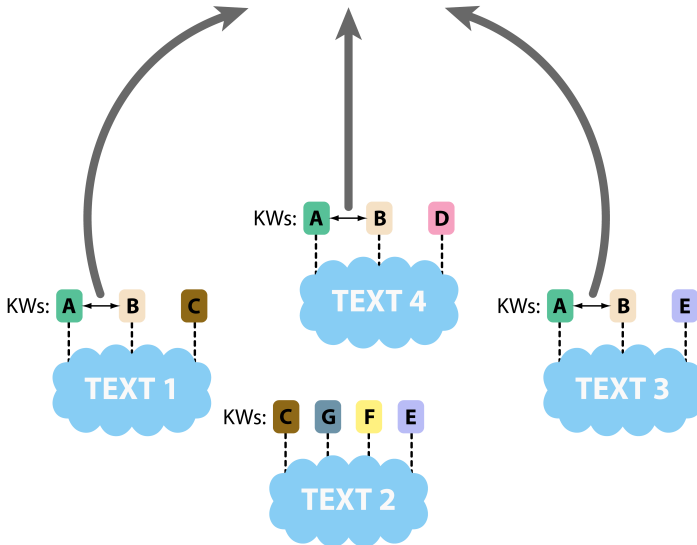 KWs: A B D
TEXT 4
KWs: A B C
TEXT 1
KWs: A B E
TEXT 3
KWs: C G F E
TEXT 2